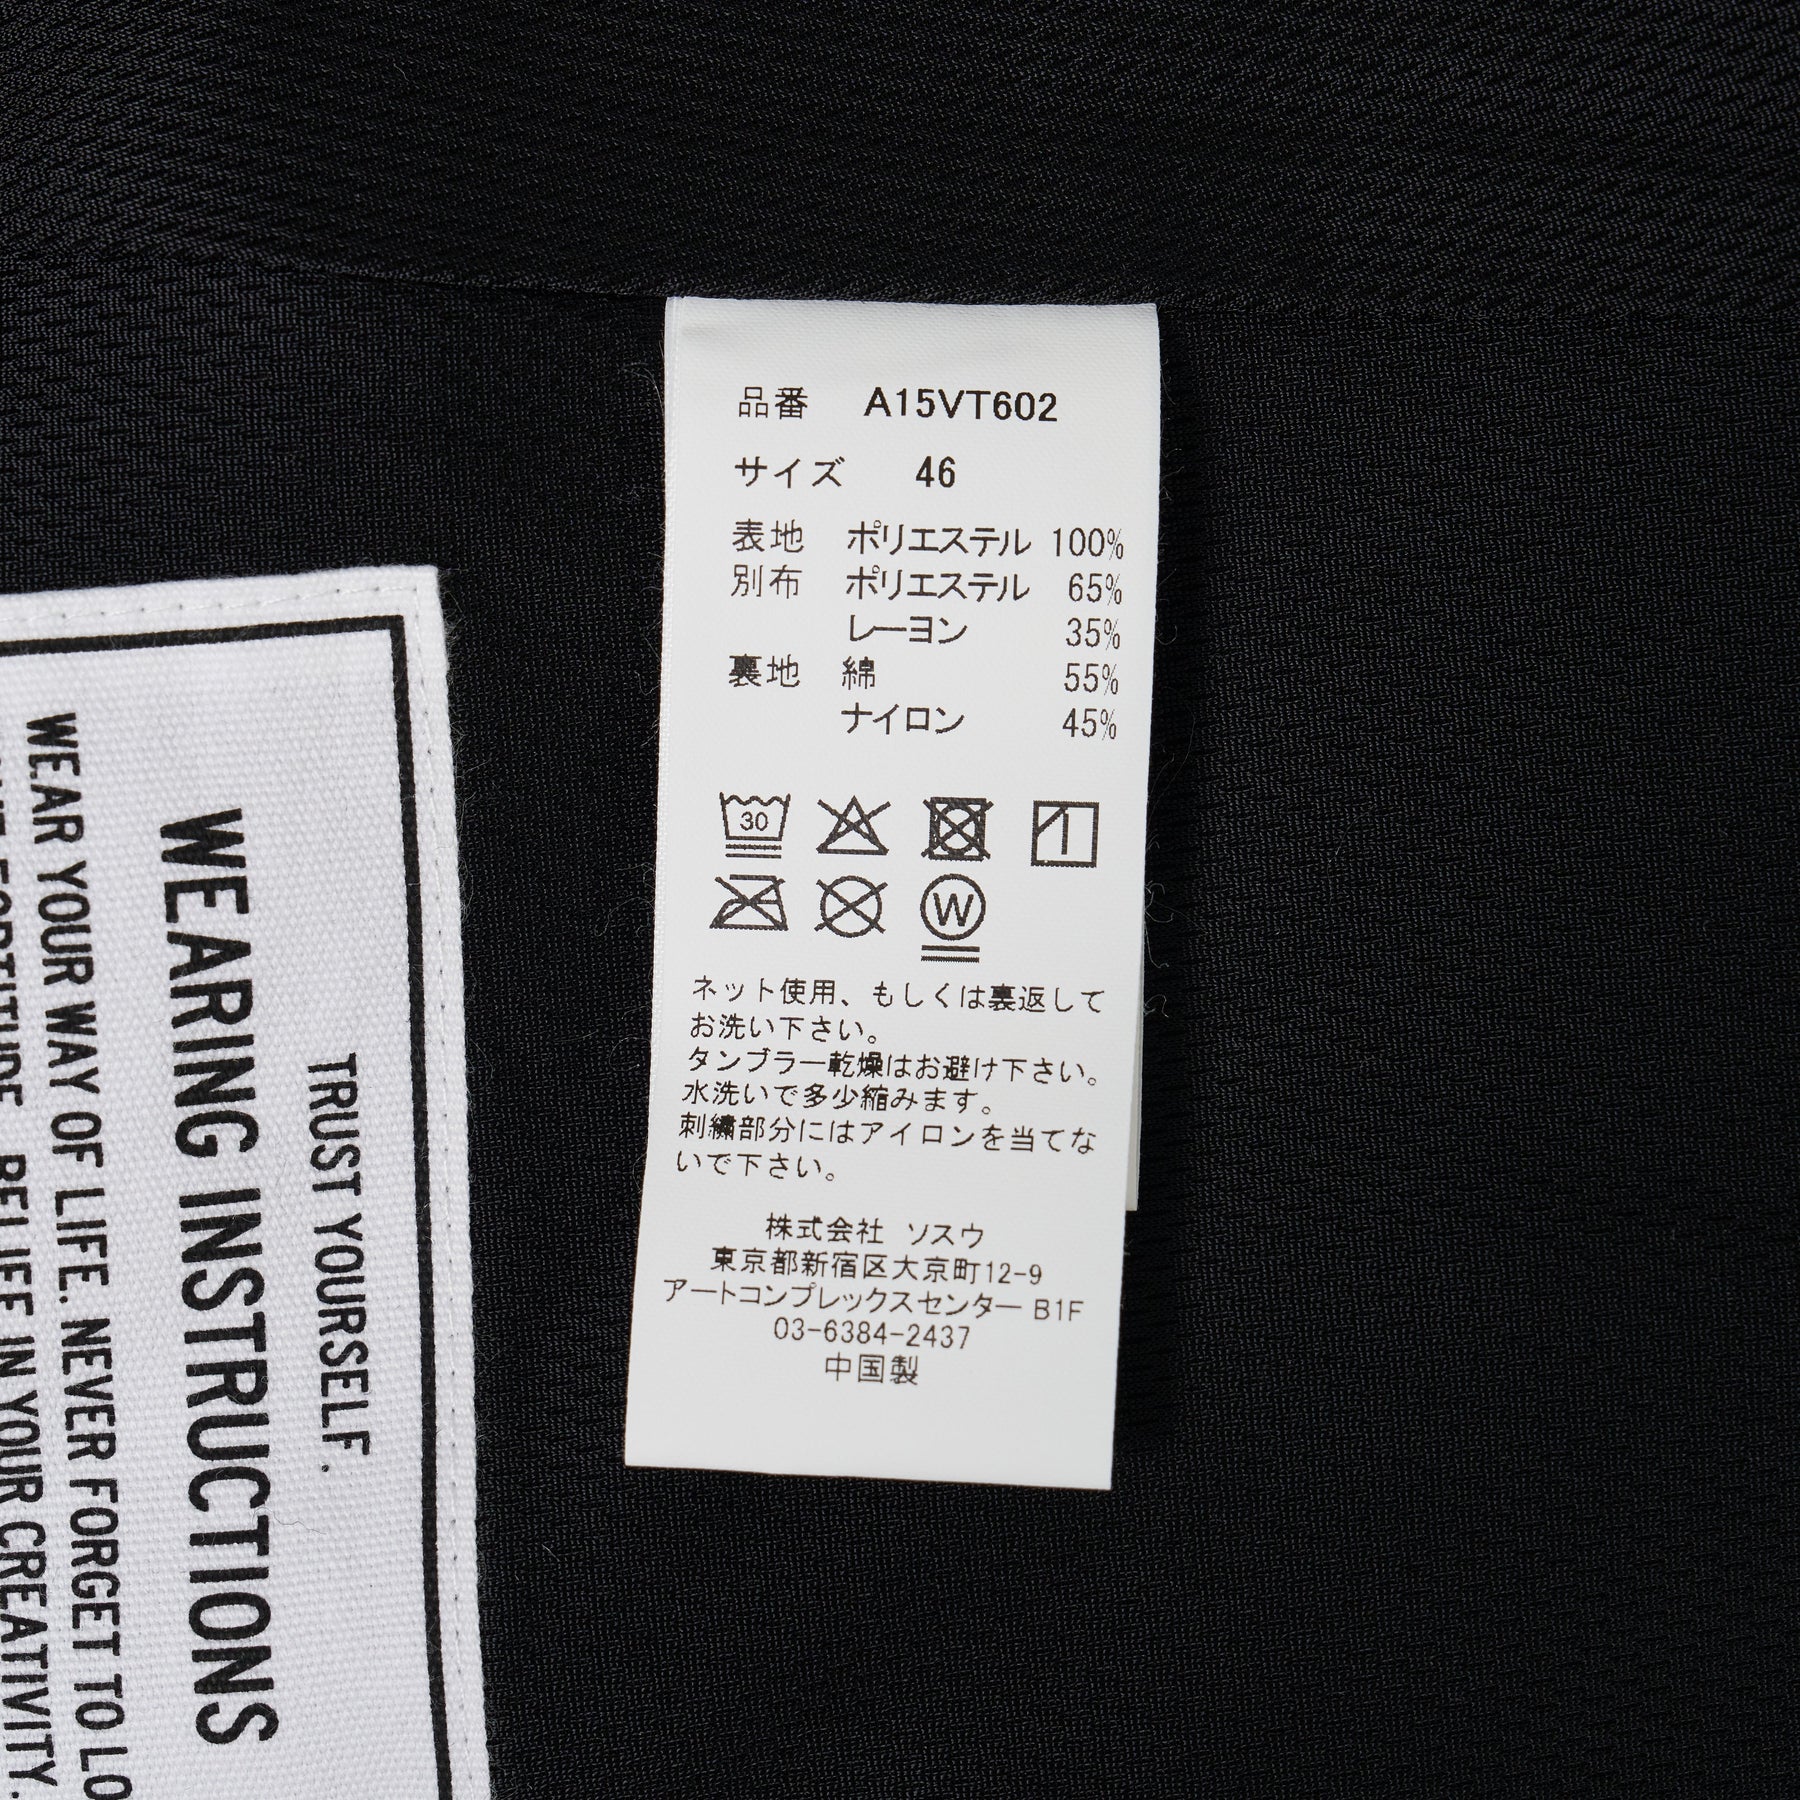 品番 A15VT602
サイズ 46
表地 ポリエステル 100%
別布 ポリエステル 65%
レーヨン 35%
裏地 綿 55%
ナイロン 45%
30
W
ネット使用、もしくは裏返して
お洗い下さい。
タンブラー乾燥はお避け下さい。
水洗いで多少縮みます。
刺繍部分にはアイロンを当てな
いで下さい。
株式会社 ソスウ
東京都新宿区大京町12-9
アートコンプレックスセンター B1F
03-6384-2437
中国製
TRUST YOURSELF.
WEARING INSTRUCTIONS
WEAR YOUR WAY OF LIFE. NEVER FORGET TO LO
BELIEF IN YOUR CREATIVITY.